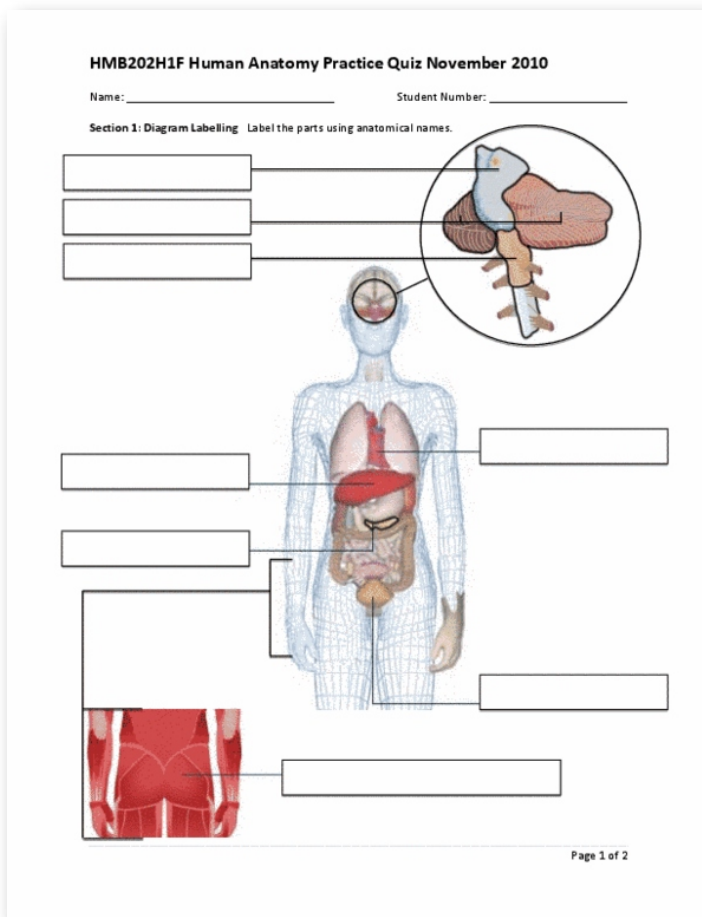 HMB202H1F Human Anatomy Practice Quiz November 2010
Name: Student Number:
Section 1: Diagram Labelling Label the parts using anatomical names.
Page 1 of 2